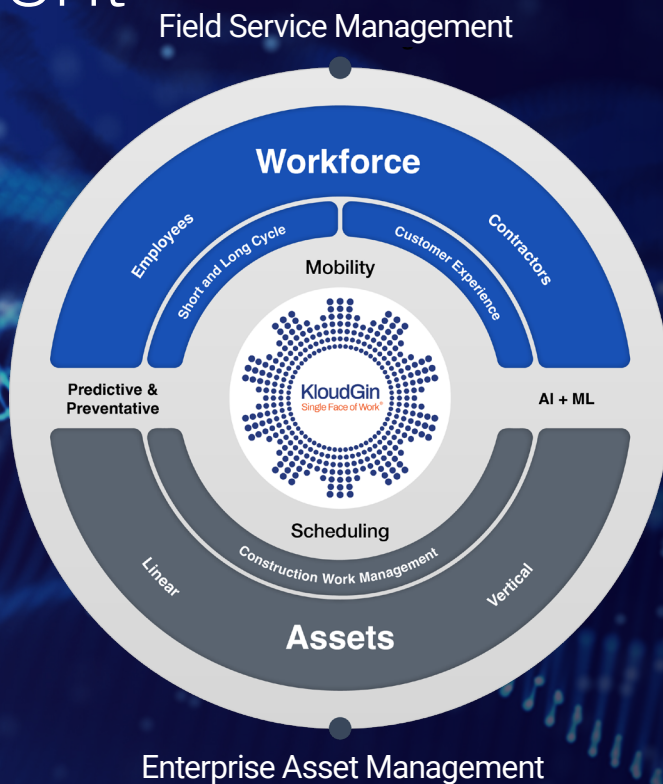 Field Service Management
Workforce
Employees
Contractors
Short and Long Cycle
Customer Experience
Mobility
Predictive &
Preventative
KloudGin
Single Face of Work®
AI + ML
Scheduling
Construction Work Management
Linear
Vertical
Assets
Enterprise Asset Management